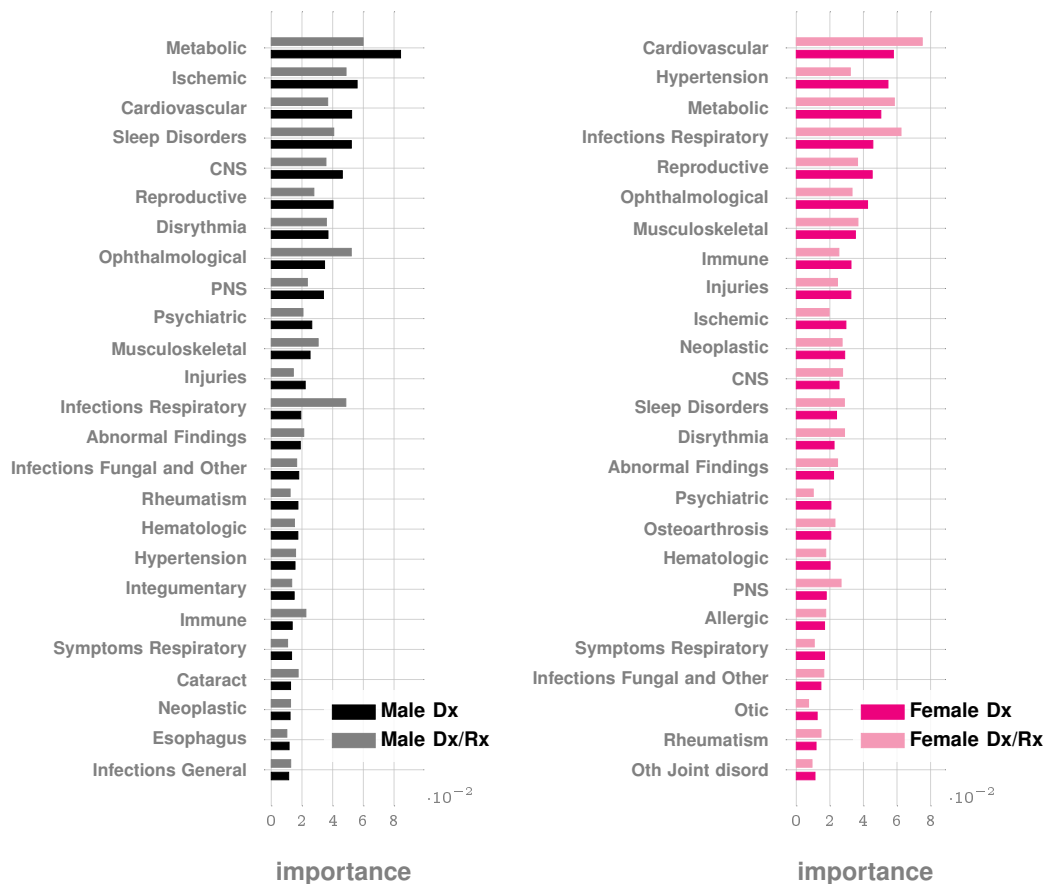 Metabolic
Ischemic
Cardiovascular
Sleep Disorders
CNS
Reproductive
Disrythmia
Ophthalmological
PNS
Psychiatric
Musculoskeletal
Injuries
Infections Respiratory
Abnormal Findings
Infections Fungal and Other
Rheumatism
Hematologic
Hypertension
Integumentary
Immune
Symptoms Respiratory
Cataract
Neoplastic
Esophagus
Infections General
Male Dx
Male Dx/Rx
·10−2
0 2 4 6 8
importance
Cardiovascular
Hypertension
Metabolic
Infections Respiratory
Reproductive
Ophthalmological
Musculoskeletal
Immune
Injuries
Ischemic
Neoplastic
CNS
Sleep Disorders
Disrythmia
Abnormal Findings
Psychiatric
Osteoarthrosis
Hematologic
PNS
Allergic
Symptoms Respiratory
Infections Fungal and Other
Otic
Rheumatism
Oth Joint disord
Female Dx
Female Dx/Rx
·10−2
0 2 4 6 8
importance